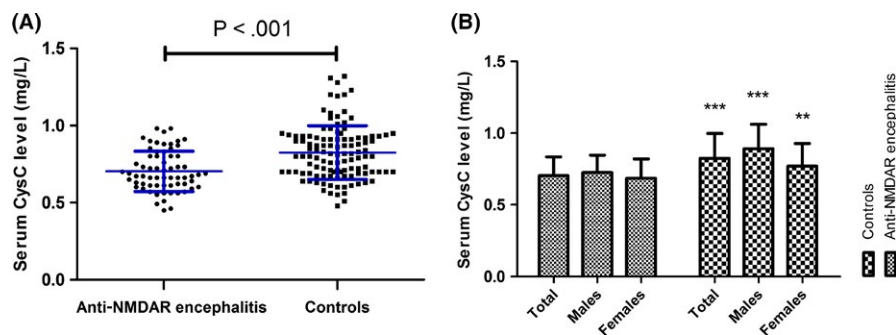 (A)
P < .001
Serum CysC level (mg/L)
1.5
1.0
0.5
0.0
Anti-NMDAR encephalitis
Controls
(B)
Serum CysC level (mg/L)
1.5
1.0
0.5
0.0
***
***
**
Total
Males
Females
Total
Males
Females
Controls
Anti-NMDAR encephalitis